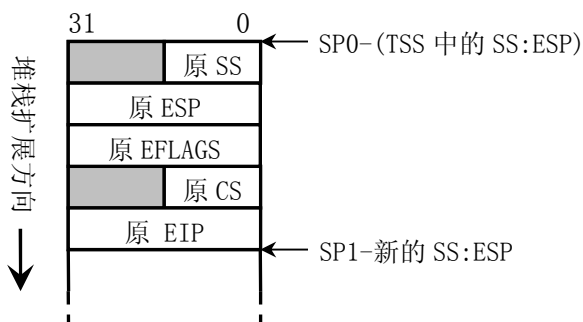 31 0
SP0-(TSS 中的 SS:ESP)
原 SS
原 ESP
原 EFLAGS
原 CS
原 EIP
SP1-新的 SS:ESP
堆栈扩展方向